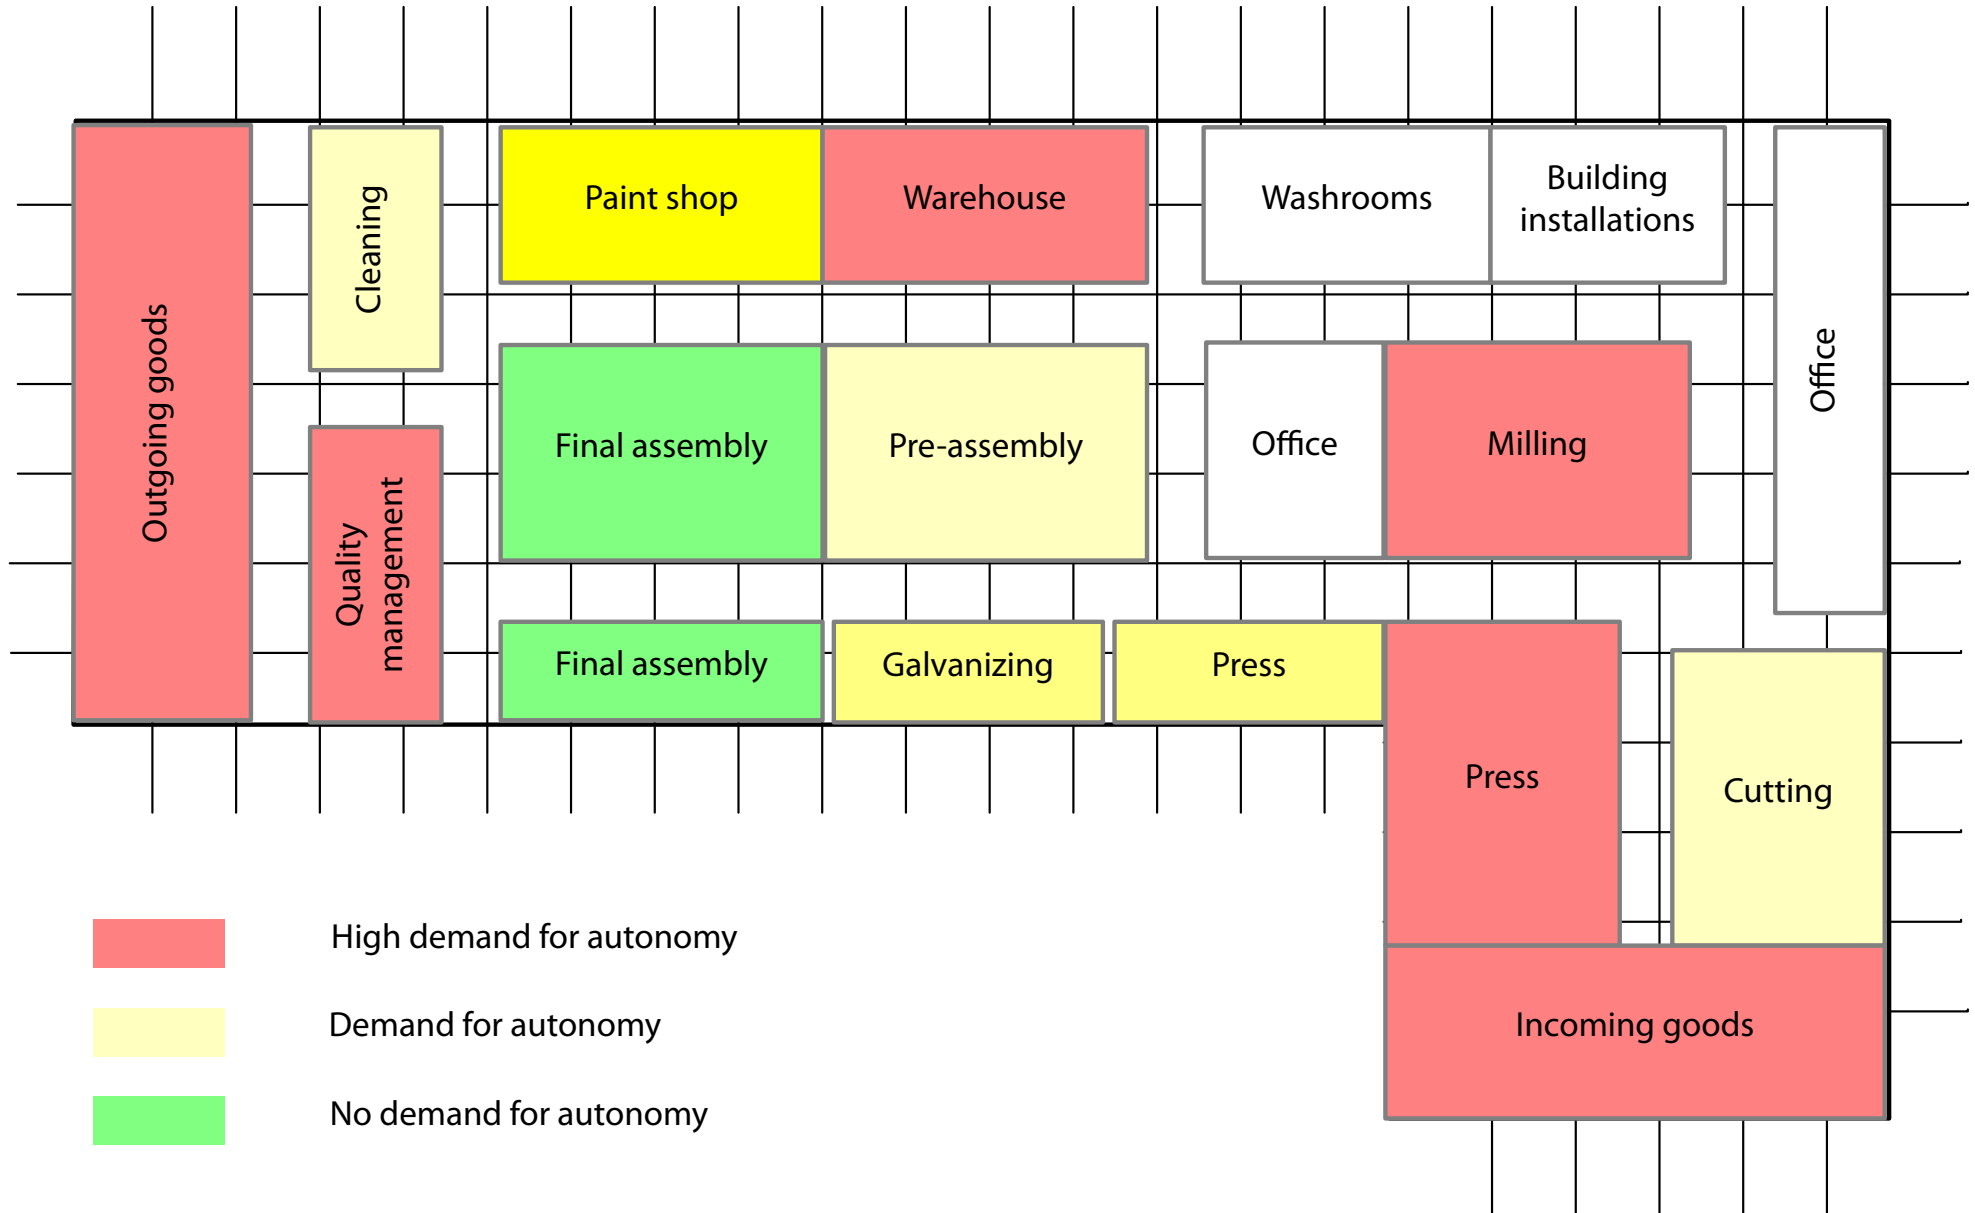 Outgoing goods
Cleaning
Quality
management
Paint shop
Warehouse
Washrooms
Building
installations
Office
Final assembly
Pre-assembly
Office
Milling
Final assembly
Galvanizing
Press
Press
Cutting
Incoming goods
High demand for autonomy
Demand for autonomy
No demand for autonomy